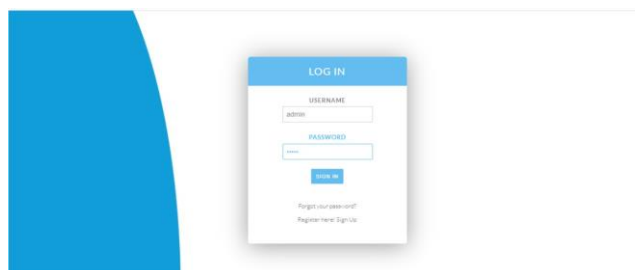 LOG IN
USERNAME
admin
PASSWORD
SIGN IN
Forgot your password?
Register here! Sign Up